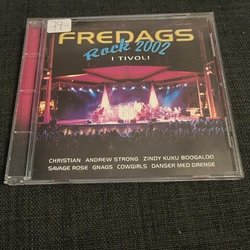 FREDAGS
Rock 2002
I TIVOLI
CHRISTIAN ANDREW STRONG ZINDY KUKU BOOGALOO
SAVAGE ROSE GNAGS COWGIRLS DANSER MED DRENGE